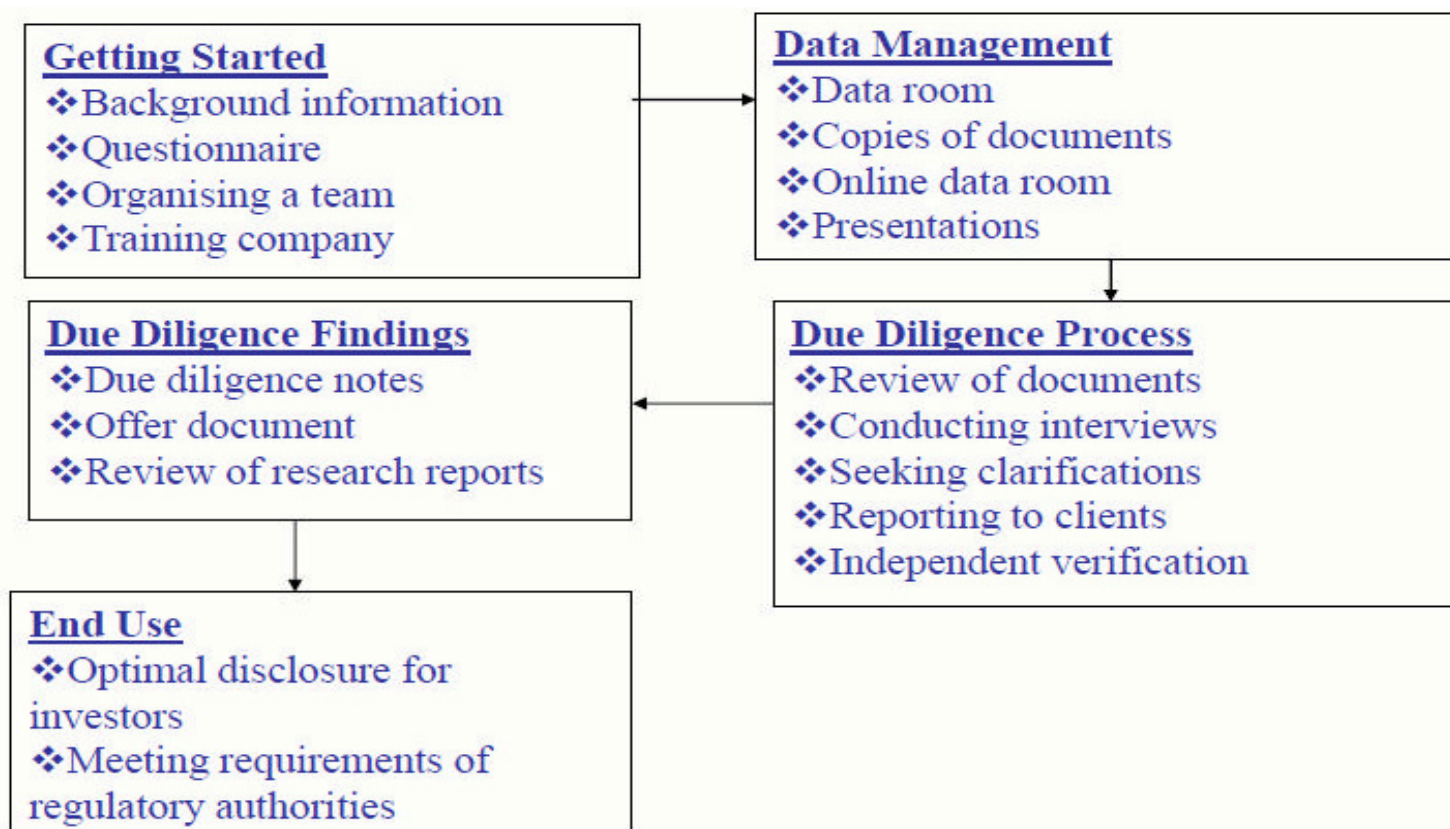 Getting Started
❖Background information
❖Questionnaire
❖Organising a team
❖Training company
Data Management
❖Data room
❖Copies of documents
❖Online data room
❖Presentations
Due Diligence Process
❖Review of documents
❖Conducting interviews
❖Seeking clarifications
❖Reporting to clients
❖Independent verification
Due Diligence Findings
❖Due diligence notes
❖Offer document
❖Review of research reports
End Use
❖Optimal disclosure for
investors
❖Meeting requirements of
regulatory authorities